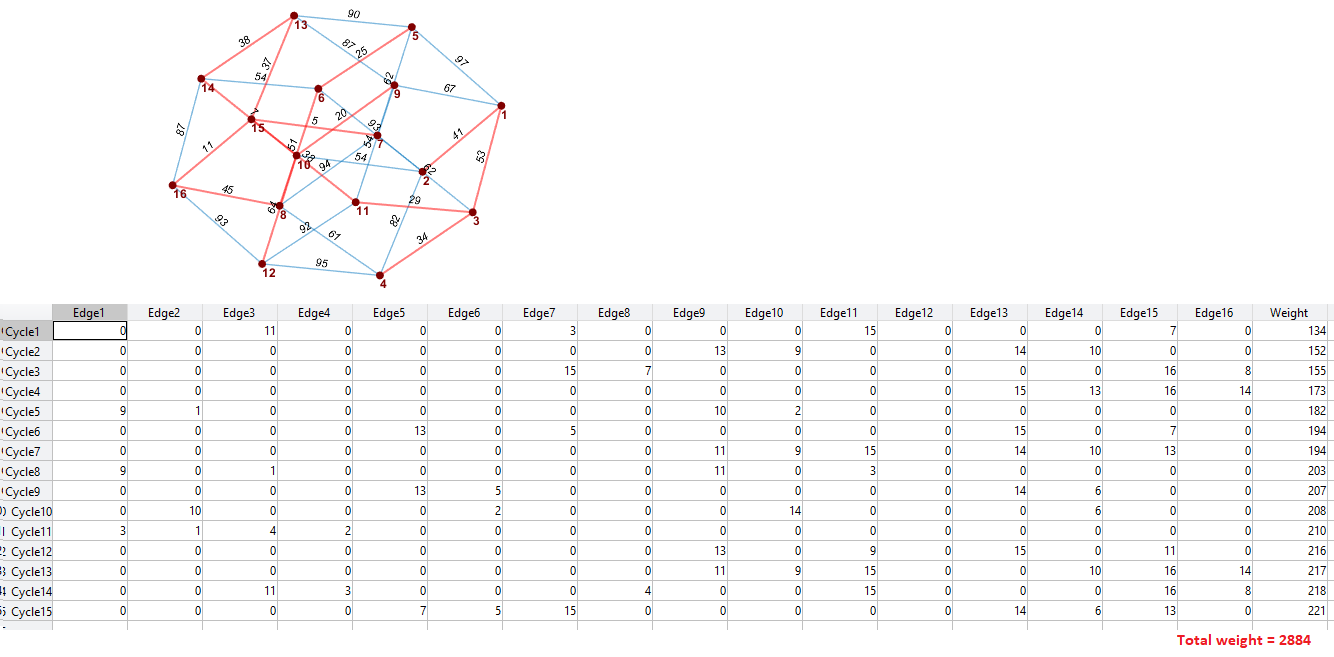 90
13
5
38
87
25
97
37
54
14
62
67
6
9
1
20
7
5
93
15
54
41
87
11
51
7
38
54
53
10
94
62
2
16
45
29
64
8
11
3
93
92
61
82
34
12
95
4
Edge1 Edge2 Edge3 Edge4 Edge5 Edge6 Edge7 Edge8 Edge9 Edge10 Edge11 Edge12 Edge13 Edge14 Edge15 Edge16 Weight
Cycle1 0 0 11 0 0 0 3 0 0 0 15 0 0 0 7 0 134
Cycle2 0 0 0 0 0 0 0 0 13 9 0 0 14 10 0 0 152
Cycle3 0 0 0 0 0 0 15 7 0 0 0 0 0 0 16 8 155
Cycle4 0 0 0 0 0 0 0 0 0 0 0 0 15 13 16 14 173
Cycle5 9 1 0 0 0 0 0 0 10 2 0 0 0 0 0 0 182
Cycle6 0 0 0 0 13 0 5 0 0 0 0 0 15 0 7 0 194
Cycle7 0 0 0 0 0 0 0 0 11 9 15 0 14 10 13 0 194
Cycle8 9 0 1 0 0 0 0 0 11 0 3 0 0 0 0 0 203
Cycle9 0 0 0 0 13 5 0 0 0 0 0 0 14 6 0 0 207
Cycle10 0 10 0 0 0 2 0 0 0 14 0 0 0 6 0 0 208
Cycle11 3 1 4 2 0 0 0 0 0 0 0 0 0 0 0 0 210
Cycle12 0 0 0 0 0 0 0 0 13 0 9 0 15 0 11 0 216
Cycle13 0 0 0 0 0 0 0 0 11 9 15 0 0 10 16 14 217
Cycle14 0 0 11 3 0 0 0 4 0 0 15 0 0 0 16 8 218
Cycle15 0 0 0 0 7 5 15 0 0 0 0 0 14 6 13 0 221
Total weight = 2884